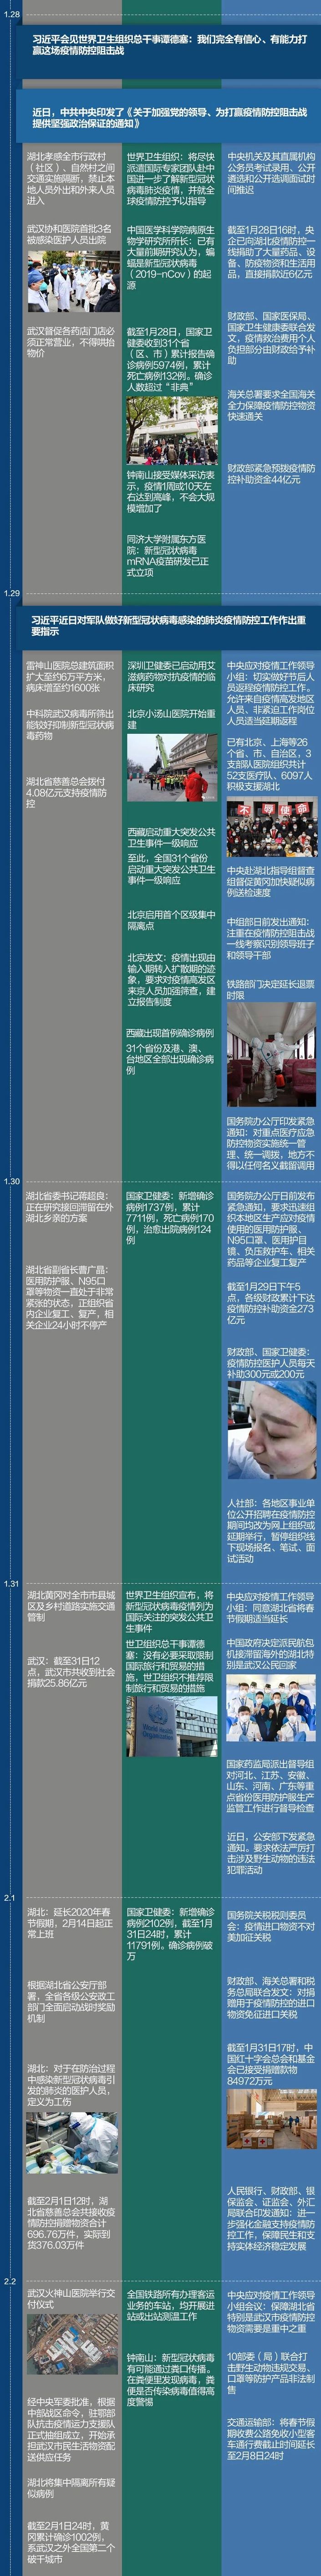 1.28
习近平会见世界卫生组织总干事谭德塞：我们完全有信心、有能力打
赢这场疫情防控阻击战
近日，中共中央印发了《关于加强党的领导、为打赢疫情防控阻击战
提供坚强政治保证的通知》
湖北孝感全市行政村
（社区）、自然村之间
交通实施隔断，禁止本
地人员外出和外来人员
进入
武汉协和医院首批3名
被感染医护人员出院
武汉督促各药店门店必
须正常营业，不得哄抬
物价
世界卫生组织：将尽快
派遣国际专家团队赴中
国进一步了解新型冠状
病毒肺炎疫情，并就全
球疫情防控予以指导
中国医学科学院病原生
物学研究所所长：已有
大量前期研究认为，蝙
蝠是新型冠状病毒
（2019-nCov）的起
源
截至1月28日，国家卫
健委收到31个省
（区、市）累计报告确
诊病例5974例，累计
死亡病例132例。确诊
人数超过“非典”
钟南山接受媒体采访表
示，疫情1周或10天左
右达到高峰，不会大规
模增加了
同济大学附属东方医
院：新型冠状病毒
mRNA疫苗研发已正
式立项
中央机关及其直属机构
公务员考试录用、公开
遴选和公开选调面试时
间推迟
截至1月28日16时，央
企已向湖北疫情防控一
线捐助了大量药品、设
备、防疫物资和生活用
品，直接捐款近6亿元
财政部、国家医保局、
国家卫生健康委联合发
文，疫情救治费用个人
负担部分由财政给予补
助
海关总署要求全国海关
全力保障疫情防控物资
快速通关
财政部紧急预拨疫情防
控补助资金44亿元
1.29
习近平近日对军队做好新型冠状病毒感染的肺炎疫情防控工作作出重
要指示
雷神山医院总建筑面积
扩大至约6万平方米，
病床增至约1600张
中科院武汉病毒所筛出
能较好抑制新型冠状病
毒药物
湖北省慈善总会拨付
4.08亿元支持疫情防
控
深圳卫健委已启动用艾
滋病药物对抗疫情的临
床研究
北京小汤山医院开始重
建
西藏启动重大突发公共
卫生事件一级响应
至此，全国31个省份
启动重大突发公共卫生
事件一级响应
北京启用首个区级集中
隔离点
北京发文：疫情出现由
输入期转入扩散期的迹
象，要求对疫情高发区
来京人员加强筛查，建
立报告制度
西藏出现首例确诊病例
31个省份及港、澳、
台地区全部出现确诊病
例
中央应对疫情工作领导
小组：切实做好节后人
员返程疫情防控工作。
允许来自疫情高发地区
人员、非紧迫工作岗位
人员适当延期返程
已有北京、上海等26
个省、市、自治区，3
支部队医院组织共计
52支医疗队、6097人
积极支援湖北
不辱使命
中央赴湖北指导组督查
组督促黄冈加快疑似病
例送检速度
中组部日前发出通知：
注重在疫情防控阻击战
一线考察识别领导班子
和领导干部
铁路部门决定延长退票
时限
国务院办公厅印发紧急
通知：对重点医疗应急
防控物资实施统一管
理、统一调拨，地方不
得以任何名义截留调用
1.30
湖北省委书记蒋超良：
正在研究接回滞留在外
湖北乡亲的方案
湖北省副省长曹广晶：
医用防护服、N95口
罩等物资一直处于非常
紧张的状态，正组织省
内企业复工、复产，相
关企业24小时不停产
国家卫健委：新增确诊
病例1737例，累计
7711例，死亡病例170
例，治愈出院病例124
例
国务院办公厅日前发布
紧急通知，要求迅速组
织本地区生产应对疫情
使用的医用防护服、
N95口罩、医用护目
镜、负压救护车、相关
药品等企业复工复产
截至1月29日下午5
点，各级财政累计下达
疫情防控补助资金273
亿元
财政部、国家卫健委：
疫情防控医护人员每天
补助300元或200元
人社部：各地区事业单
位公开招聘在疫情防控
期间均改为网上组织或
延期举行，暂停组织线
下现场报名、笔试、面
试活动
1.31
湖北黄冈对全市市县城
区及乡村道路实施交通
管制
武汉：截至31日12
点，武汉市共收到社会
捐款25.86亿元
世界卫生组织宣布，将
新型冠状病毒疫情列为
国际关注的突发公共卫
生事件
世卫组织总干事谭德
塞：没有必要采取限制
国际旅行和贸易的措
施，世卫组织不推荐限
制旅行和贸易的措施
中央应对疫情工作领导
小组：同意湖北省将春
节假期适当延长
中国政府决定派民航包
机接滞留海外的湖北特
别是武汉公民回家
国家药监局派出督导组
对河北、江苏、安徽、
山东、河南、广东等重
点省份医用防护服生产
监管工作进行督导检查
近日，公安部下发紧急
通知。要求依法严厉打
击涉及野生动物的违法
犯罪活动
2.1
湖北：延长2020年春
节假期，2月14日起正
常上班
根据湖北省公安厅部
署，全省各级公安政工
部门全面启动战时奖励
机制
湖北：对于在防治过程
中感染新型冠状病毒引
发的肺炎的医护人员，
定义为工伤
截至2月1日12时，湖
北省慈善总会共接收疫
情防控捐赠物资合计
696.76万件，实际到
货376.03万件
国家卫健委：新增确诊
病例2102例，截至1月
31日24时，累计
11791例。确诊病例破
万
国务院关税税则委员
会：疫情进口物资不对
美加征关税
财政部、海关总署和税
务总局联合发文：对捐
赠用于疫情防控的进口
物资免征进口关税
截至1月31日17时，中
国红十字会总会和基金
会已接受捐赠款物
84972万元
人民银行、财政部、银
保监会、证监会、外汇
局联合印发通知：进一
步强化金融支持疫情防
控工作，保障民生和支
持实体经济稳定发展
2.2
武汉火神山医院举行交
付仪式
经中央军委批准，根据
中部战区命令，驻鄂部
队抗击疫情运力支援队
正式抽组成立，开始承
担武汉市民生活物资配
送供应任务
湖北将集中隔离所有疑
似病例
截至2月1日24时，黄
冈累计确诊1002例，
系武汉之外全国第二个
破千城市
全国铁路所有办理客运
业务的车站，均开展进
站或出站测温工作
钟南山：新型冠状病毒
有可能通过粪口传播。
在粪便里发现病毒，粪
便是否传染病毒值得高
度警惕
中央应对疫情工作领导
小组会议：保障湖北省
特别是武汉市疫情防控
物资需要是重中之重
10部委（局）联合打
击野生动物违规交易、
口罩等防护产品非法制
售
交通运输部：将春节假
期收费公路免收小型客
车通行费截止时间延长
至2月8日24时